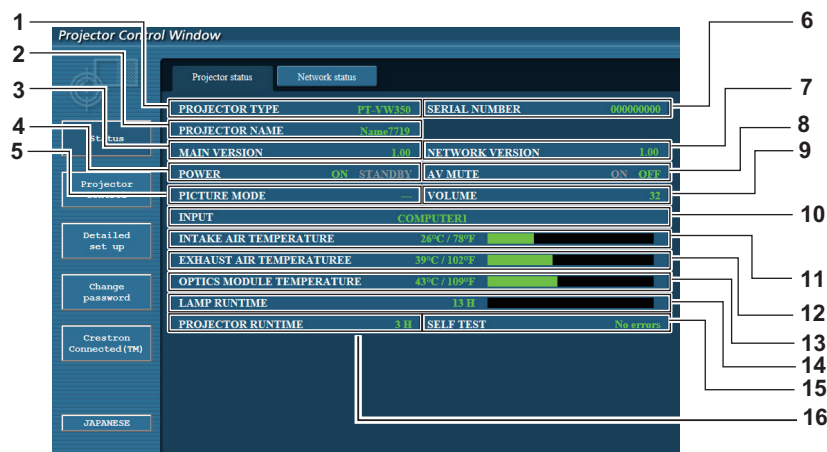 1
2
3
4
5
6
7
8
9
10
11
12
13
14
15
16
Projector Control Window
Projector status Network status
PROJECTOR TYPE PT-VW350 SERIAL NUMBER 000000000
PROJECTOR NAME Name7719
MAIN VERSION 1.00 NETWORK VERSION 1.00
POWER ON STANDBY AV MUTE ON OFF
PICTURE MODE --- VOLUME 32
INPUT COMPUTER1
INTAKE AIR TEMPERATURE 26°C / 78°F
EXHAUST AIR TEMPERATUREE 39°C / 102°F
OPTICS MODULE TEMPERATURE 43°C / 109°F
LAMP RUNTIME 13 H
PROJECTOR RUNTIME 3 H SELF TEST No errors
Status
Projector
control
Detailed
set up
Change
password
Crestron
Connected(TM)
JAPANESE